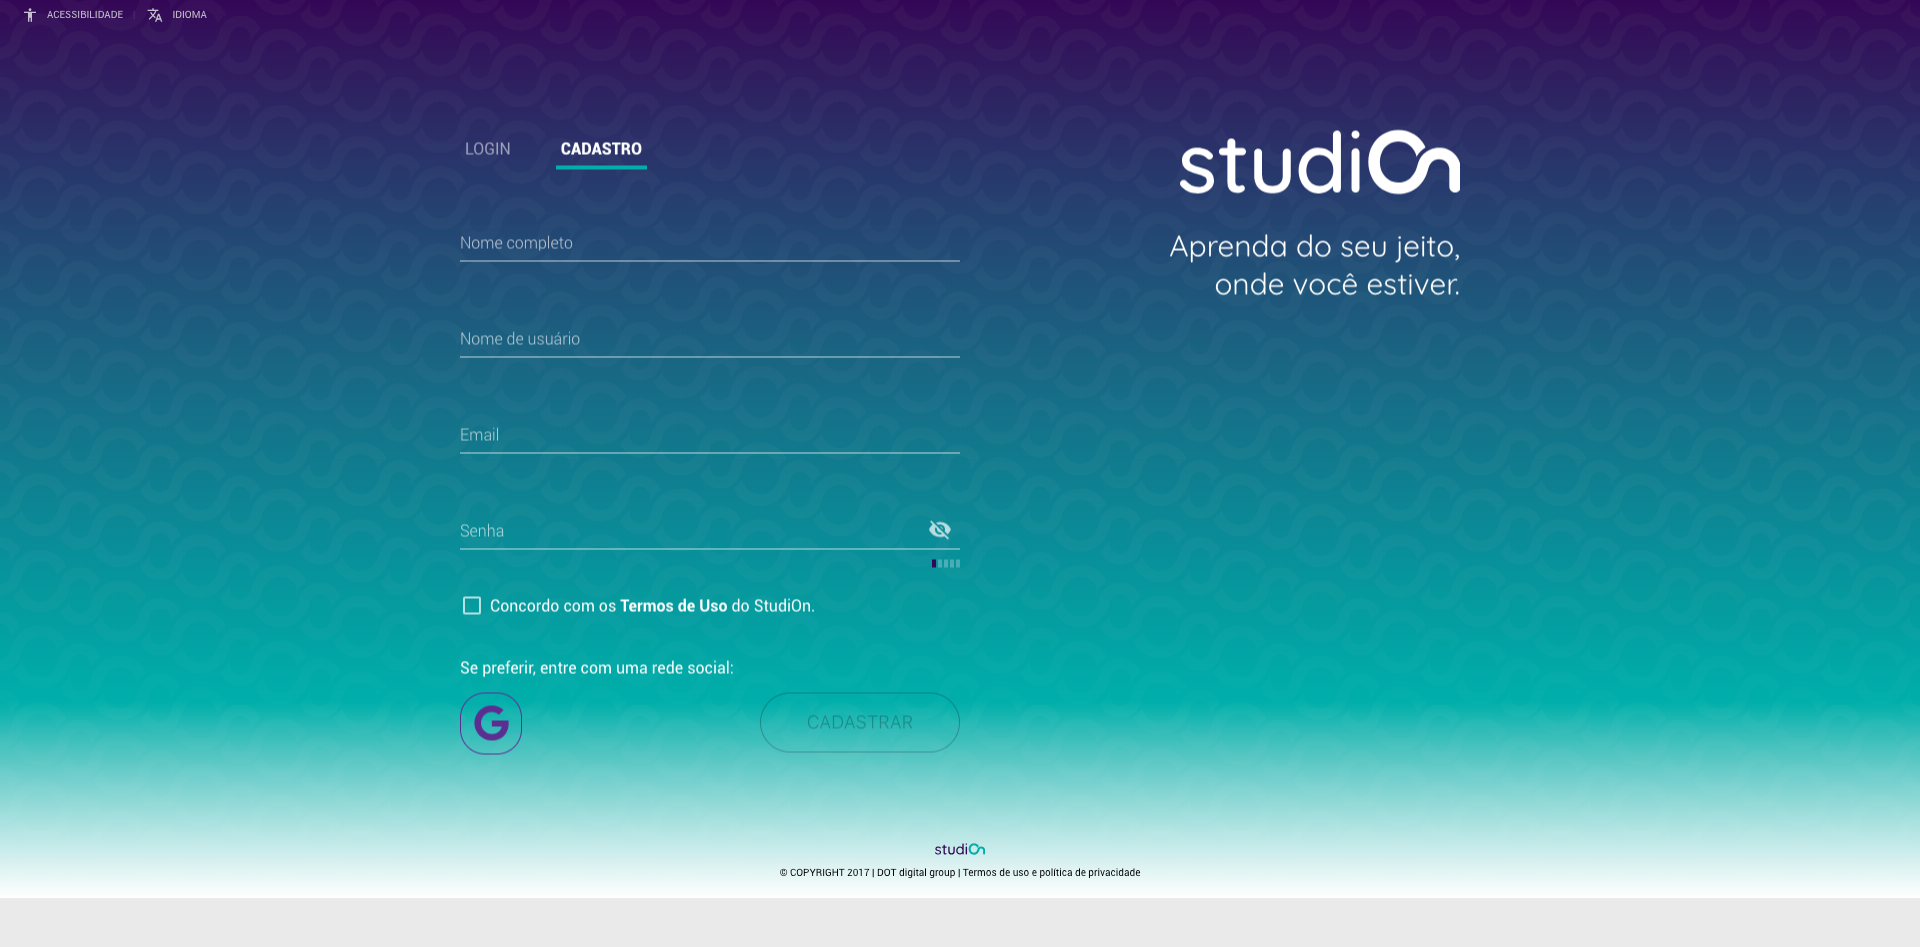 ACESSIBILIDADE | IDIOMA
LOGIN CADASTRO
studiOn
Aprenda do seu jeito,
onde você estiver.
Nome completo
Nome de usuário
Email
Senha
Concordo com os Termos de Uso do StudiOn.
Se preferir, entre com uma rede social:
G CADASTRAR
studiOn
© COPYRIGHT 2017 | DOT digital group | Termos de uso e política de privacidade